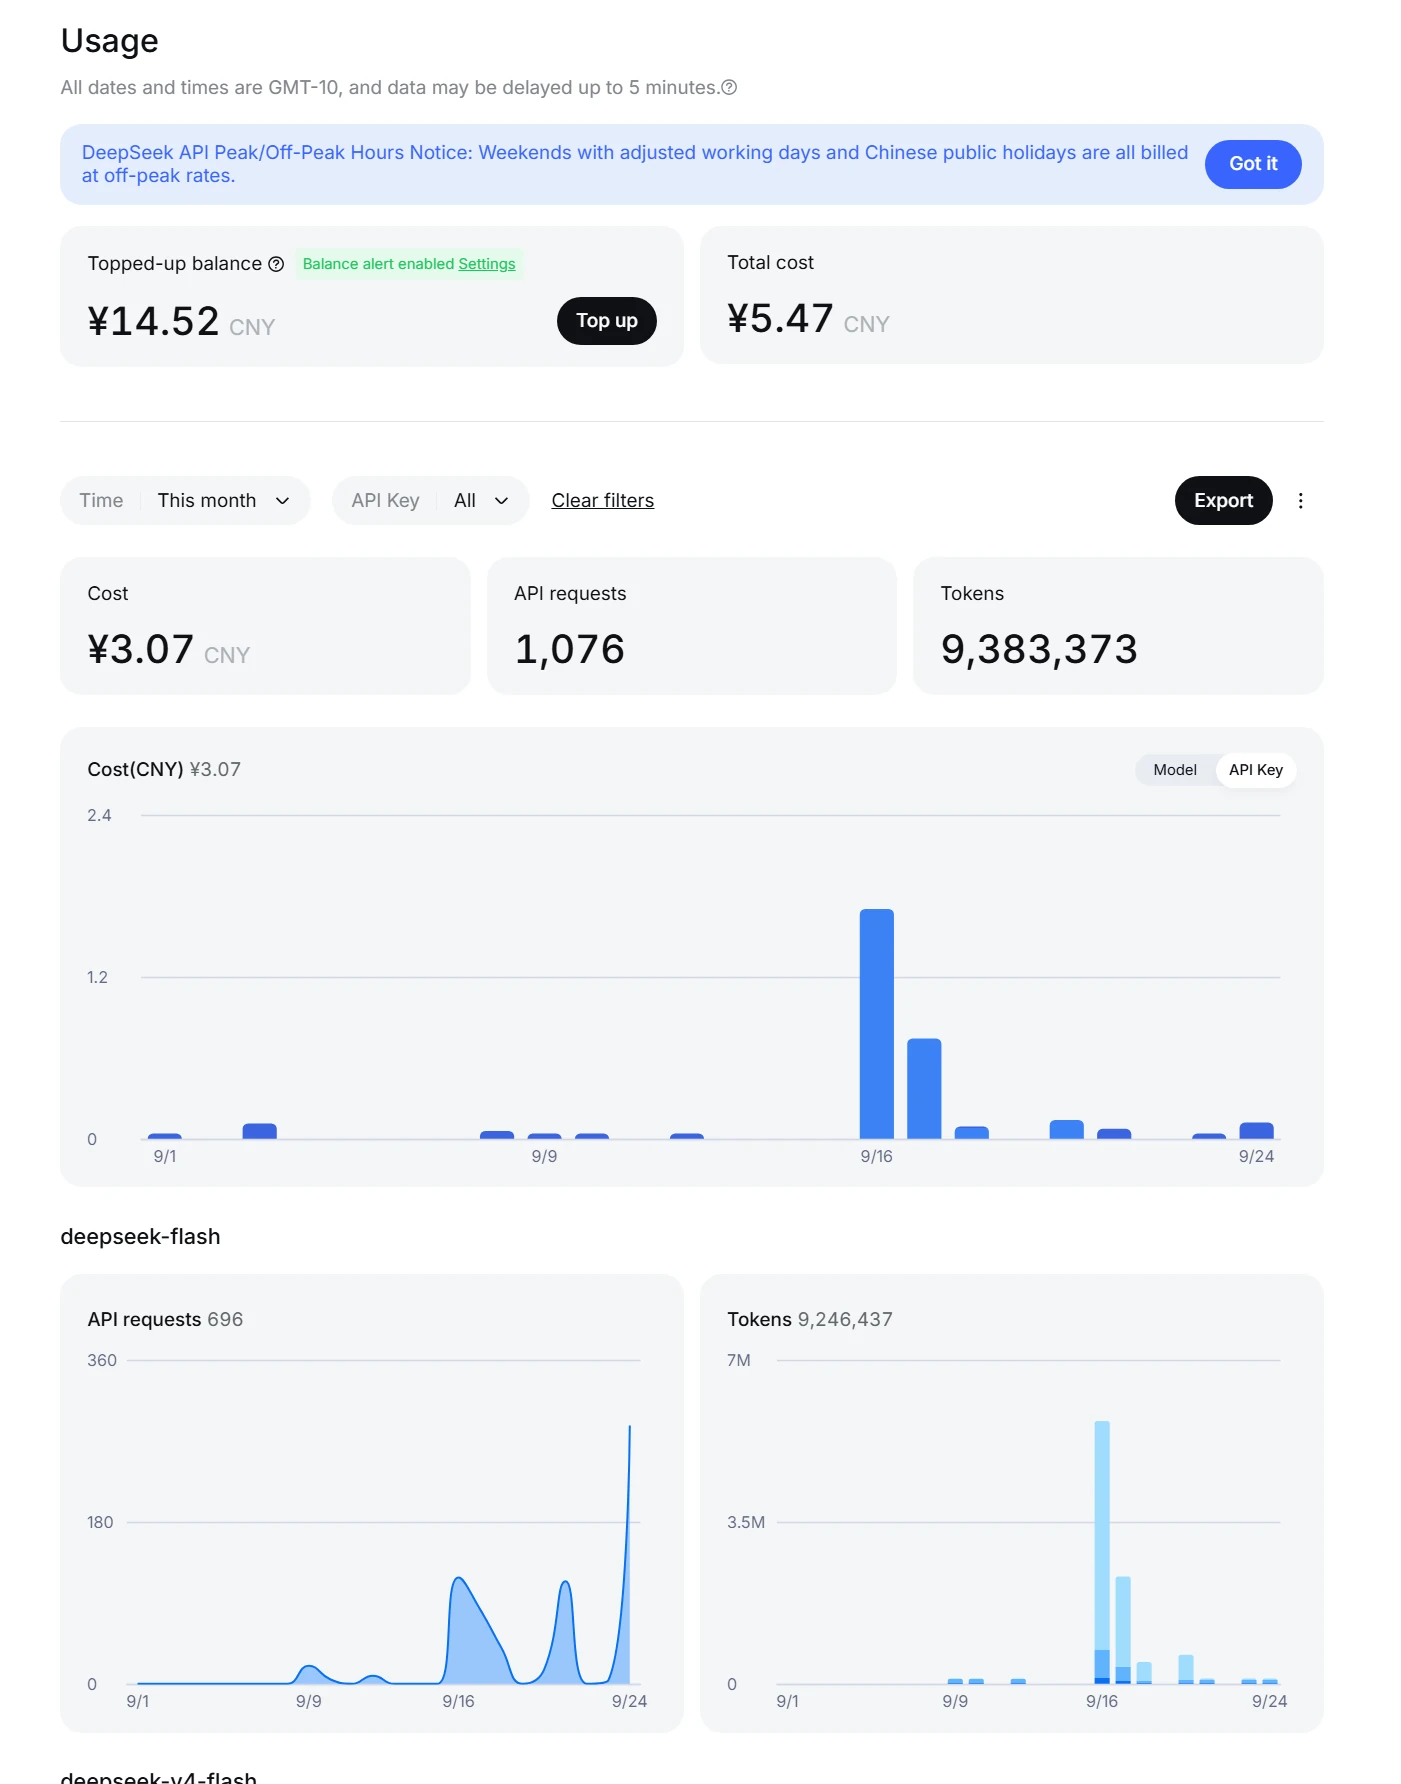 Usage
All dates and times are GMT-10, and data may be delayed up to 5 minutes.
DeepSeek API Peak/Off-Peak Hours Notice: Weekends with adjusted working days and Chinese public holidays are all billed
at off-peak rates.
Got it
Topped-up balance Balance alert enabled Settings
¥14.52 CNY
Top up
Total cost
¥5.47 CNY
Time This month
API Key All
Clear filters
Export
Cost
¥3.07 CNY
API requests
1,076
Tokens
9,383,373
Cost(CNY) ¥3.07
Model API Key
2.4
1.2
0
9/1 9/9 9/16 9/24
deepseek-flash
API requests 696
360
180
0
9/1 9/9 9/16 9/24
Tokens 9,246,437
7M
3.5M
0
9/1 9/9 9/16 9/24
deepseek-v4-flash